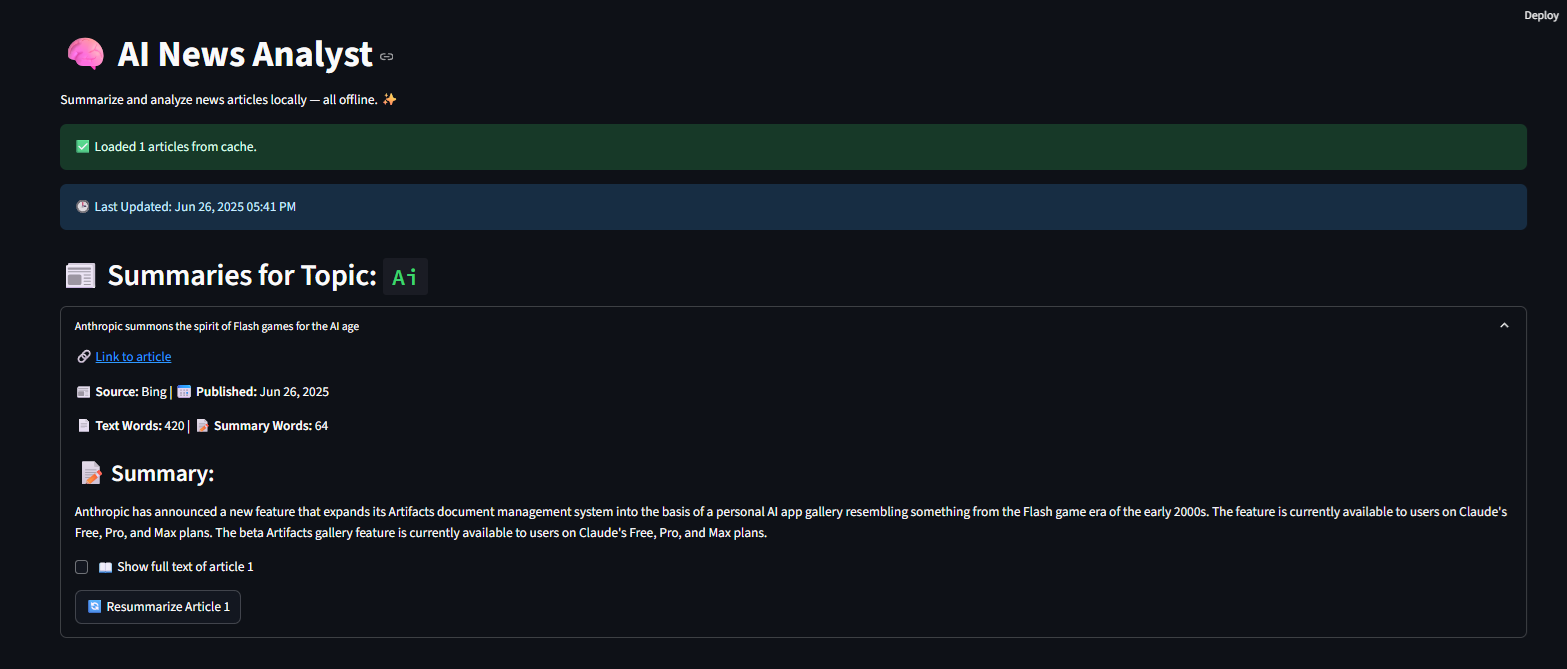 Deploy
AI News Analyst
Summarize and analyze news articles locally — all offline. ✨
✅ Loaded 1 articles from cache.
🕒 Last Updated: Jun 26, 2025 05:41 PM
Summaries for Topic: Ai
Anthropic summons the spirit of Flash games for the AI age
🔗 Link to article
📰 Source: Bing | 📅 Published: Jun 26, 2025
📄 Text Words: 420 | 📝 Summary Words: 64
📝 Summary:
Anthropic has announced a new feature that expands its Artifacts document management system into the basis of a personal AI app gallery resembling something from the Flash game era of the early 2000s. The feature is currently available to users on Claude's
Free, Pro, and Max plans. The beta Artifacts gallery feature is currently available to users on Claude's Free, Pro, and Max plans.
📖 Show full text of article 1
🔄 Resummarize Article 1